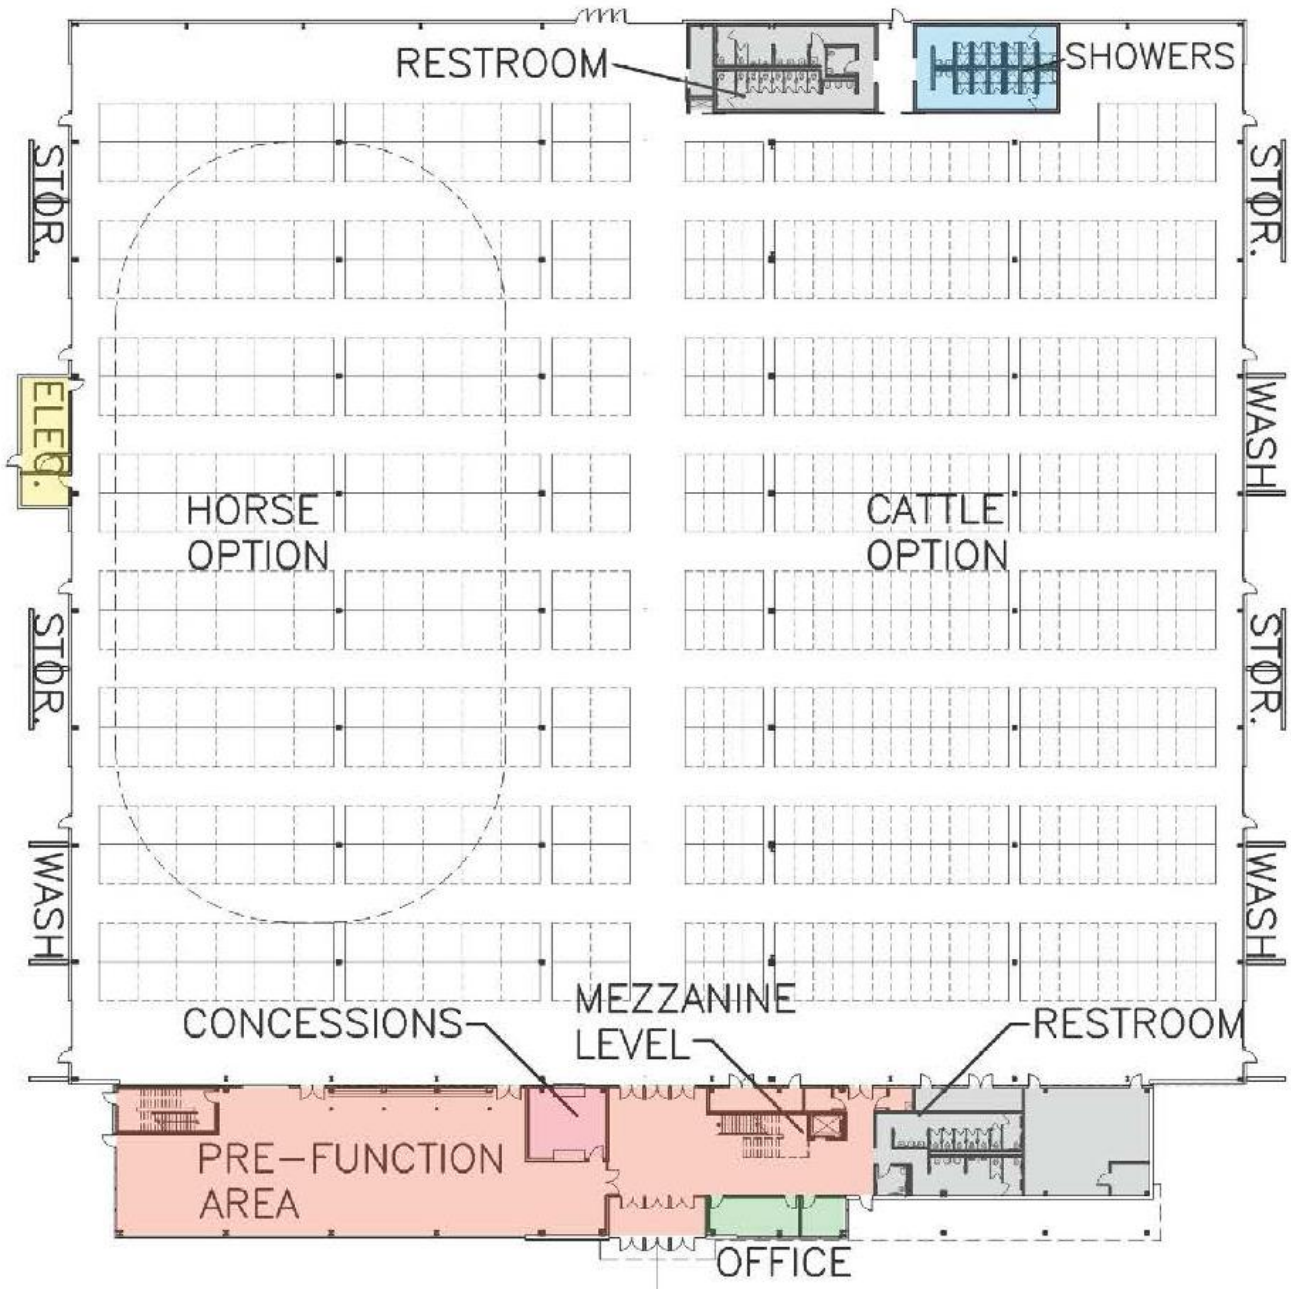 RESTROOM
SHOWERS
STOR.
STOR.
ELEC.
WASH
HORSE
OPTION
CATTLE
OPTION
STOR.
STOR.
WASH
WASH
CONCESSIONS
MEZZANINE
LEVEL
RESTROOM
PRE-FUNCTION
AREA
OFFICE